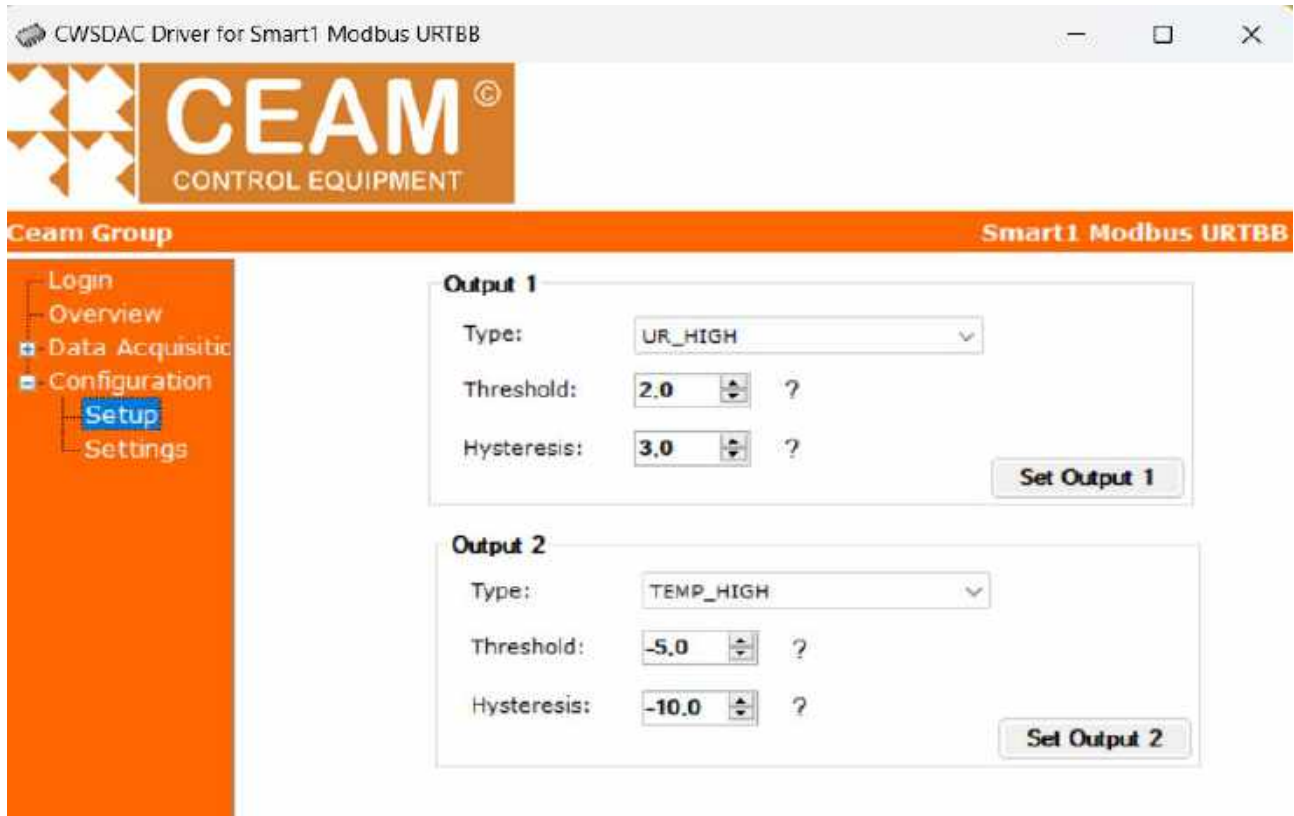 CWSDAC Driver for Smart1 Modbus URTBB
CEAM©
CONTROL EQUIPMENT
Ceam Group
Smart1 Modbus URTBB
Login
Overview
Data Acquisitic
Configuration
Setup
Settings
Output 1
Type: UR_HIGH
Threshold: 2,0 ?
Hysteresis: 3,0 ?
Set Output 1
Output 2
Type: TEMP_HIGH
Threshold: -5,0 ?
Hysteresis: -10,0 ?
Set Output 2